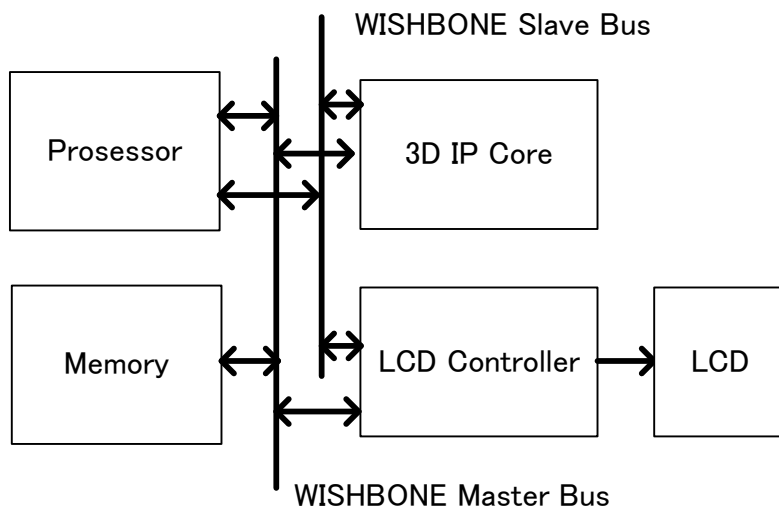 WISHBONE Slave Bus
Prosessor
3D IP Core
Memory
LCD Controller
LCD
WISHBONE Master Bus